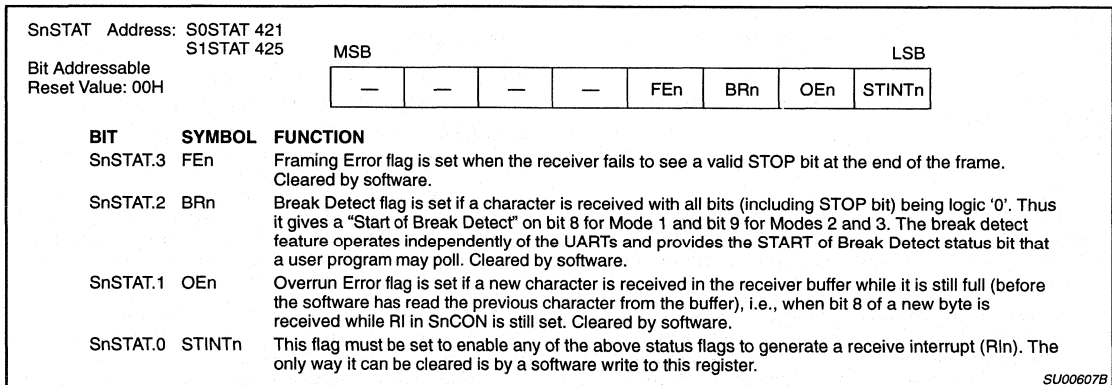 SnSTAT Address: S0STAT 421
S1STAT 425
MSB LSB
Bit Addressable
Reset Value: 00H
— — — — FEn BRn OEn STINTn
BIT SYMBOL FUNCTION
SnSTAT.3 FEn Framing Error flag is set when the receiver fails to see a valid STOP bit at the end of the frame.
Cleared by software.
SnSTAT.2 BRn Break Detect flag is set if a character is received with all bits (including STOP bit) being logic '0'. Thus
it gives a "Start of Break Detect" on bit 8 for Mode 1 and bit 9 for Modes 2 and 3. The break detect
feature operates independently of the UARTs and provides the START of Break Detect status bit that
a user program may poll. Cleared by software.
SnSTAT.1 OEn Overrun Error flag is set if a new character is received in the receiver buffer while it is still full (before
the software has read the previous character from the buffer), i.e., when bit 8 of a new byte is
received while RI in SnCON is still set. Cleared by software.
SnSTAT.0 STINTn This flag must be set to enable any of the above status flags to generate a receive interrupt (RIn). The
only way it can be cleared is by a software write to this register.
SU00607B